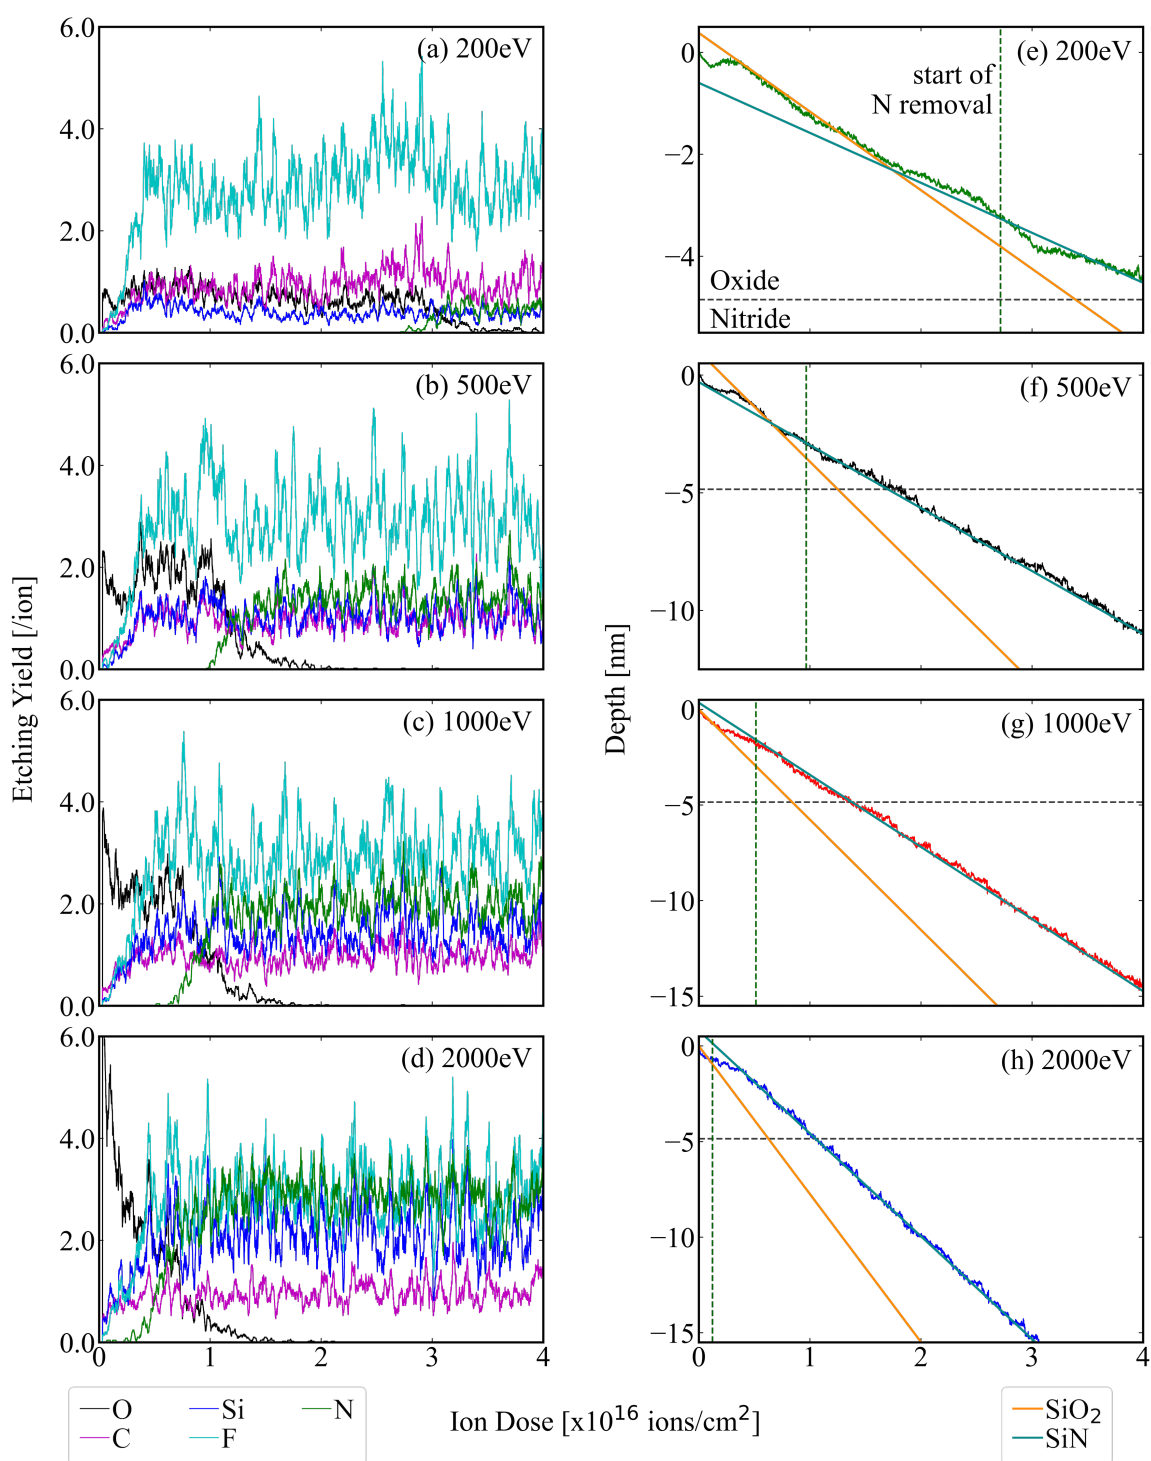 Etching Yield [/ion]
6.0
4.0
2.0
0.0
(a) 200eV
6.0
4.0
2.0
0.0
(b) 500eV
6.0
4.0
2.0
0.0
(c) 1000eV
6.0
4.0
2.0
0.0
(d) 2000eV
0 1 2 3 4
Depth [nm]
0
−2
−4
(e) 200eV
start of
N removal
Oxide
Nitride
0
−5
−10
(f) 500eV
0
−5
−10
−15
(g) 1000eV
0
−5
−10
−15
(h) 2000eV
0 1 2 3 4
O Si N
C F
Ion Dose [x10¹⁶ ions/cm²]
SiO₂
SiN